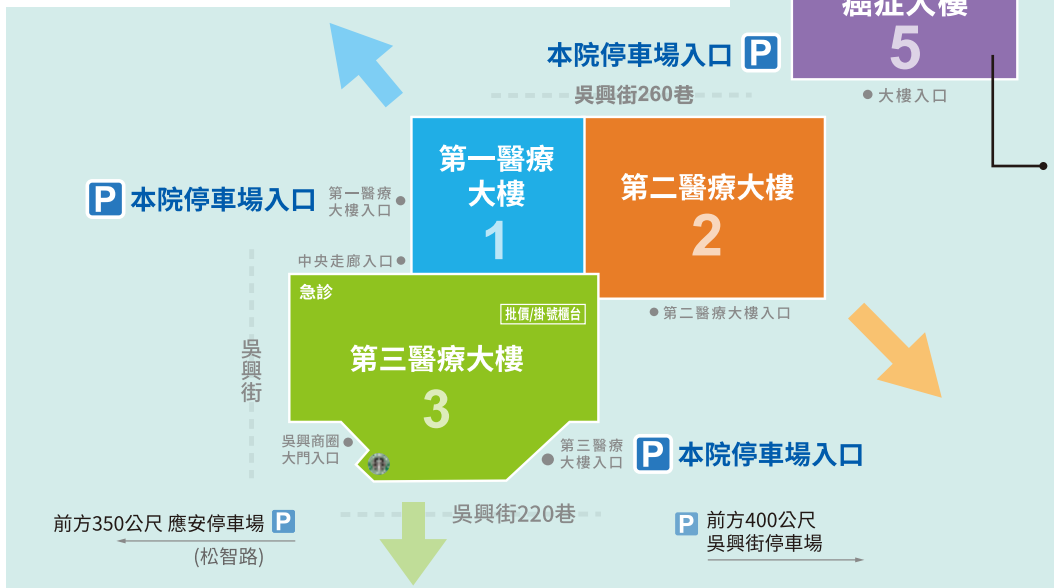 癌症大樓
5
本院停車場入口 P
大樓入口
吳興街260巷
第一醫療
大樓
1
第二醫療大樓
2
P 本院停車場入口
第一醫療
大樓入口
中央走廊入口
急診
批價/掛號櫃台
第二醫療大樓入口
第三醫療大樓
3
吳興街
吳興商圈
大門入口
第三醫療
大樓入口
P 本院停車場入口
吳興街220巷
前方350公尺 應安停車場 P
(松智路)
P 前方400公尺
吳興街停車場